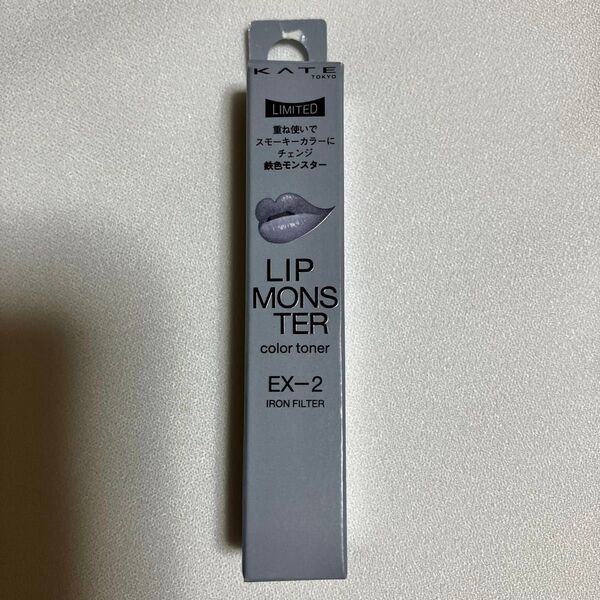 KATE
TOKYO
LIMITED
重ね使いで
スモーキーカラーに
チェンジ
鉄色モンスター
LIP
MONS
TER
color toner
EX-2
IRON FILTER